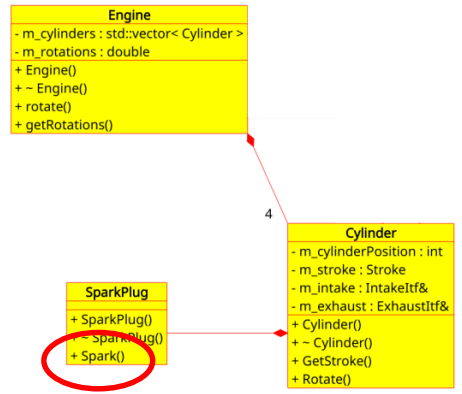 Engine
- m_cylinders : std::vector< Cylinder >
- m_rotations : double
+ Engine()
+ ~ Engine()
+ rotate()
+ getRotations()
4
Cylinder
- m_cylinderPosition : int
- m_stroke : Stroke
- m_intake : IntakeItf&
- m_exhaust : ExhaustItf&
+ Cylinder()
+ ~ Cylinder()
+ GetStroke()
+ Rotate()
SparkPlug
+ SparkPlug()
+ ~ SparkPlug()
+ Spark()